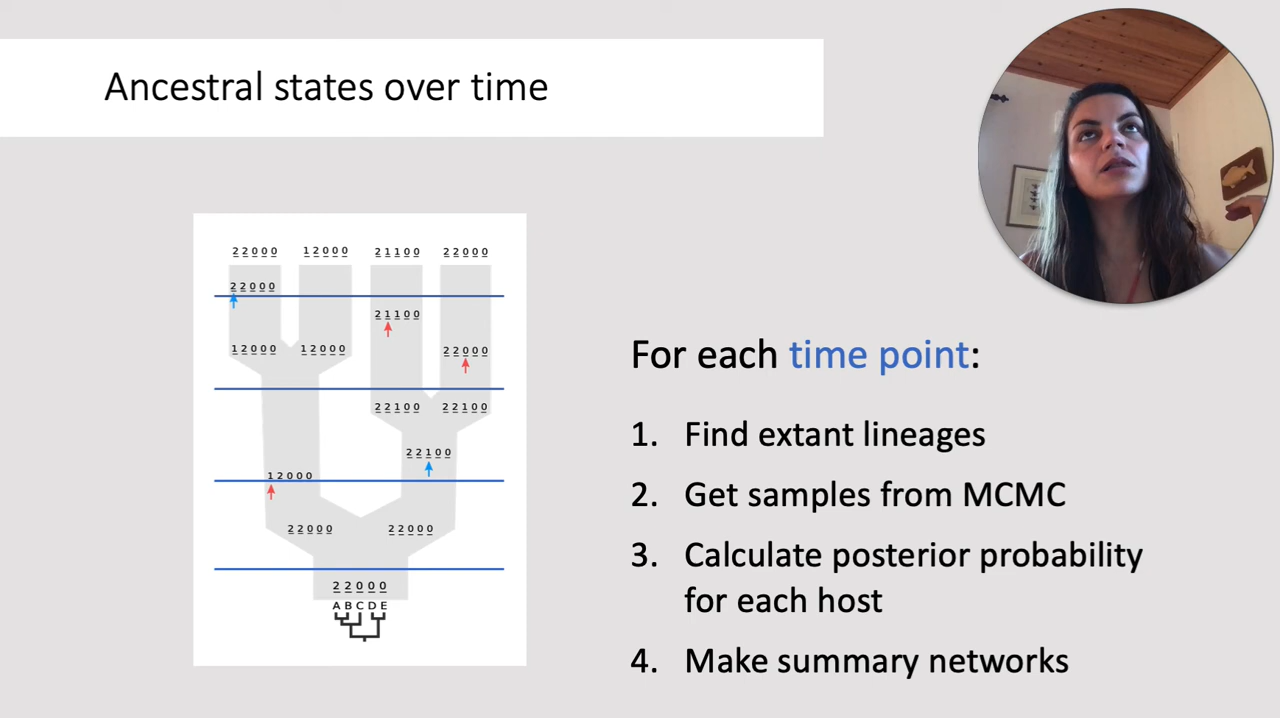 Ancestral states over time
22000 12000 21100 22000
22000
21100
12000 12000 22000
22100 22100
22100
12000
22000 22000
22000
A B C D E
For each time point:
1. Find extant lineages
2. Get samples from MCMC
3. Calculate posterior probability
for each host
4. Make summary networks